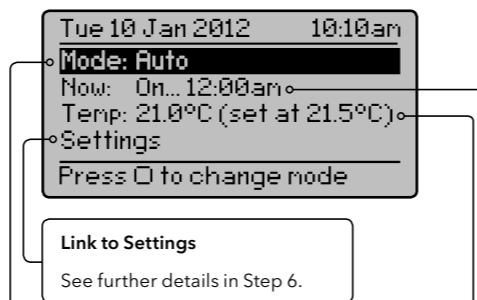 Tue 10 Jan 2012 10:10am
Mode: Auto
Now: On... 12:00am
Temp: 21.0°C (set at 21.5°C)
Settings
Press O to change mode
Link to Settings
See further details in Step 6.